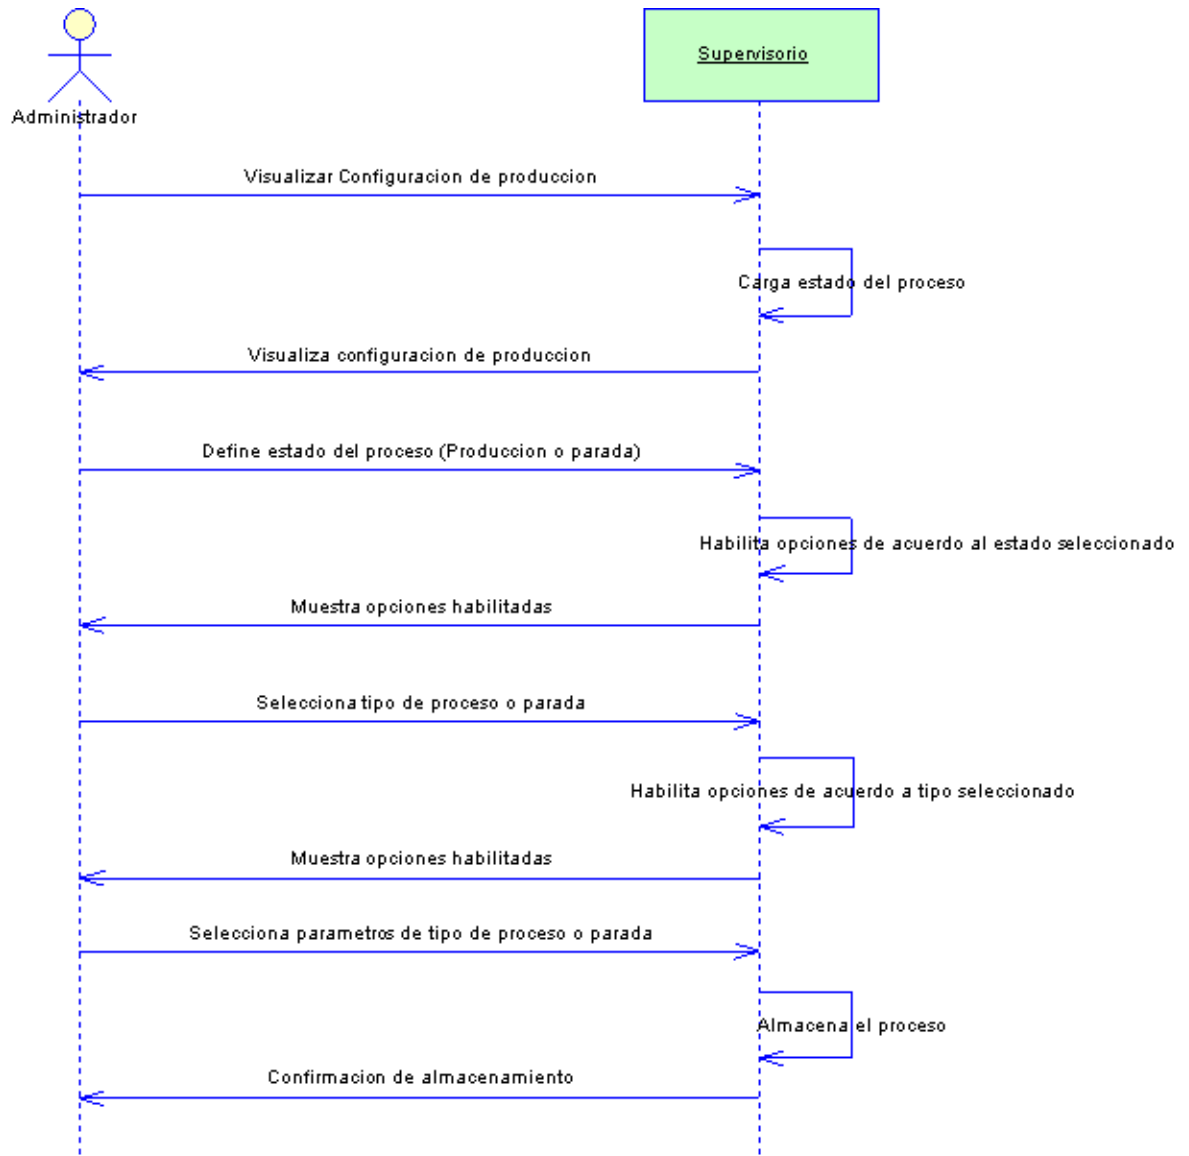 Supervisorio
Administrador
Visualizar Configuracion de produccion
Carga estado del proceso
Visualiza configuracion de produccion
Define estado del proceso (Produccion o parada)
Habilita opciones de acuerdo al estado seleccionado
Muestra opciones habilitadas
Selecciona tipo de proceso o parada
Habilita opciones de acuerdo a tipo seleccionado
Muestra opciones habilitadas
Selecciona parametros de tipo de proceso o parada
Almacena el proceso
Confirmacion de almacenamiento